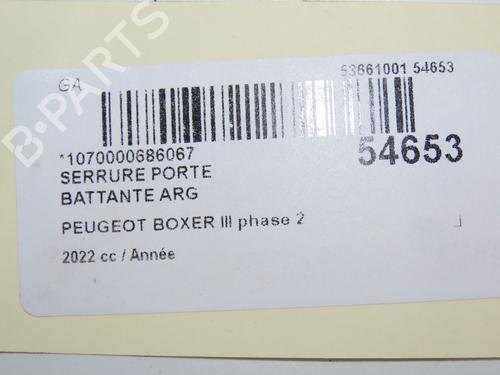 GA
53661001 54653
*1070000686067
54653
SERRURE PORTE
BATTANTE ARG
PEUGEOT BOXER III phase 2
2022 cc / Année
B-PARTS